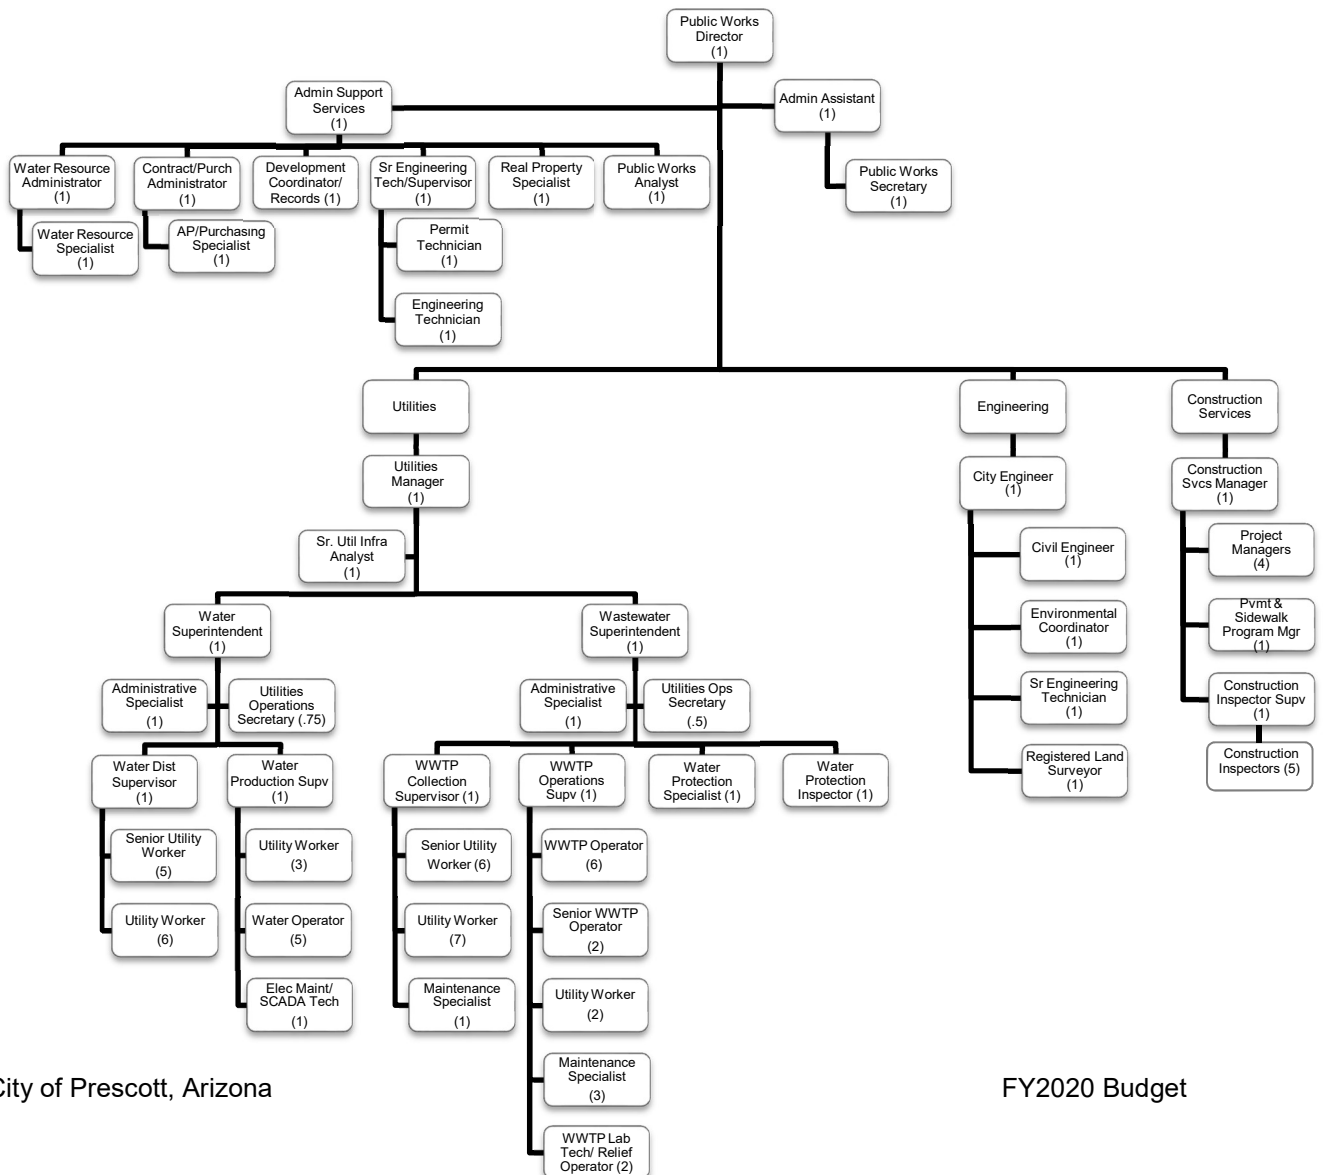 Public Works
Director
(1)
Admin Support
Services
(1)
Admin Assistant
(1)
Public Works
Secretary
(1)
Water Resource
Administrator
(1)
Contract/Purch
Administrator
(1)
Development
Coordinator/
Records (1)
Sr Engineering
Tech/Supervisor
(1)
Real Property
Specialist
(1)
Public Works
Analyst
(1)
Water Resource
Specialist
(1)
AP/Purchasing
Specialist
(1)
Permit
Technician
(1)
Engineering
Technician
(1)
Utilities
Engineering
Construction
Services
Utilities
Manager
(1)
City Engineer
(1)
Construction
Svcs Manager
(1)
Sr. Util Infra
Analyst
(1)
Civil Engineer
(1)
Environmental
Coordinator
(1)
Sr Engineering
Technician
(1)
Registered Land
Surveyor
(1)
Project
Managers
(4)
Pvmt &
Sidewalk
Program Mgr
(1)
Construction
Inspector Supv
(1)
Construction
Inspectors (5)
Water
Superintendent
(1)
Wastewater
Superintendent
(1)
Administrative
Specialist
(1)
Utilities
Operations
Secretary (.75)
Administrative
Specialist
(1)
Utilities Ops
Secretary
(.5)
Water Dist
Supervisor
(1)
Water
Production Supv
(1)
WWTP
Collection
Supervisor (1)
WWTP
Operations
Supv (1)
Water
Protection
Specialist (1)
Water
Protection
Inspector (1)
Senior Utility
Worker
(5)
Utility Worker
(6)
Utility Worker
(3)
Water Operator
(5)
Elec Maint/
SCADA Tech
(1)
Senior Utility
Worker (6)
Utility Worker
(7)
Maintenance
Specialist
(1)
WWTP Operator
(6)
Senior WWTP
Operator
(2)
Utility Worker
(2)
Maintenance
Specialist
(3)
WWTP Lab
Tech/ Relief
Operator (2)
City of Prescott, Arizona
FY2020 Budget